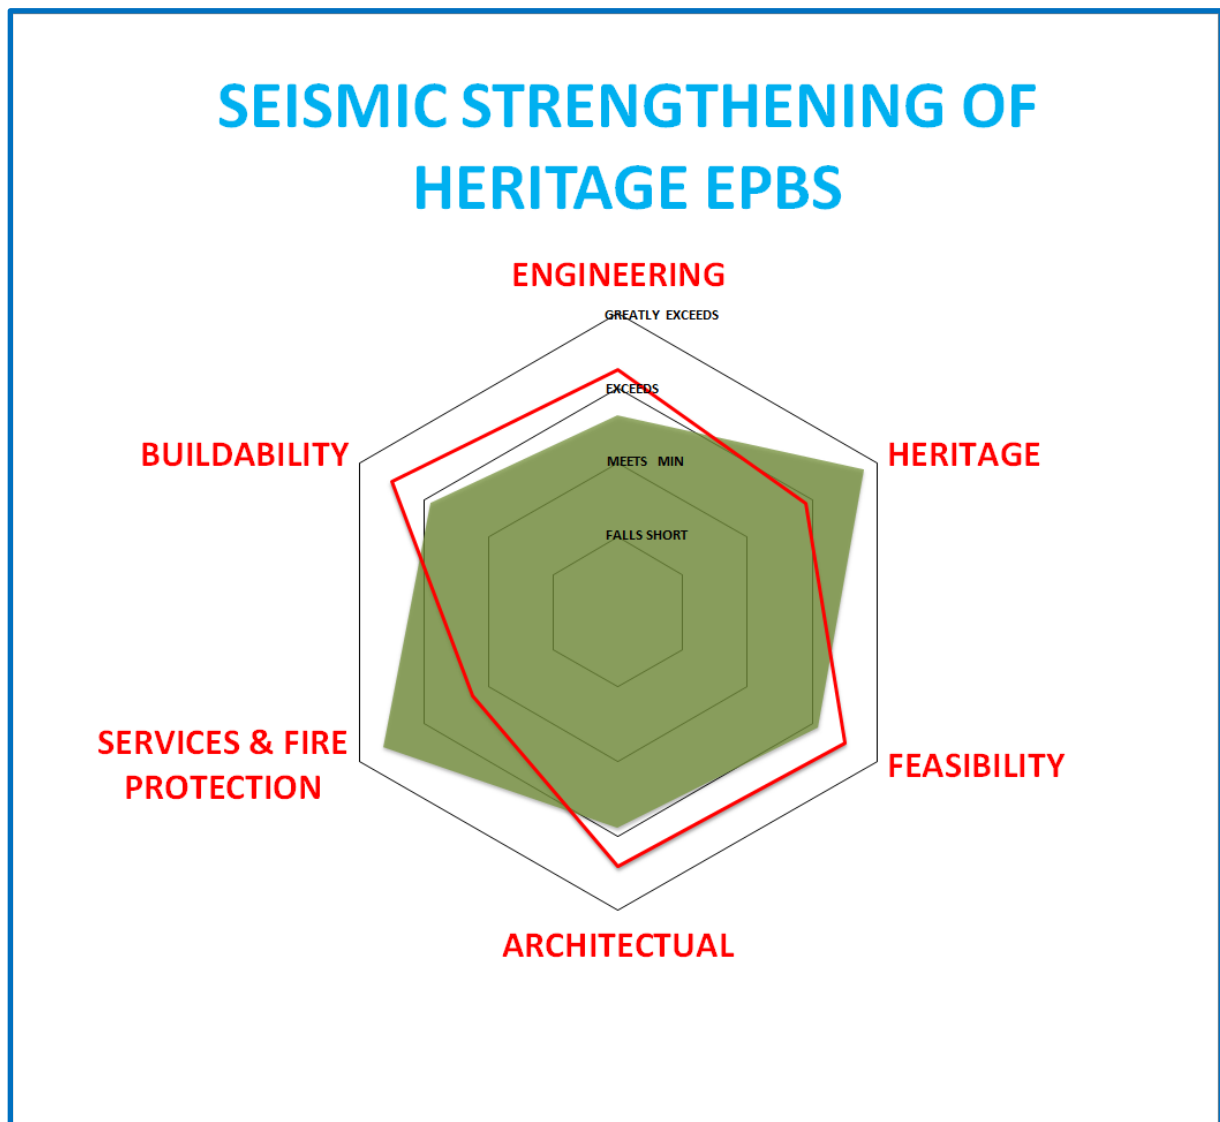 SEISMIC STRENGTHENING OF
HERITAGE EPBS
ENGINEERING
GREATLY EXCEEDS
EXCEEDS
BUILDABILITY
HERITAGE
MEETS MIN
FALLS SHORT
SERVICES & FIRE
PROTECTION
FEASIBILITY
ARCHITECTUAL